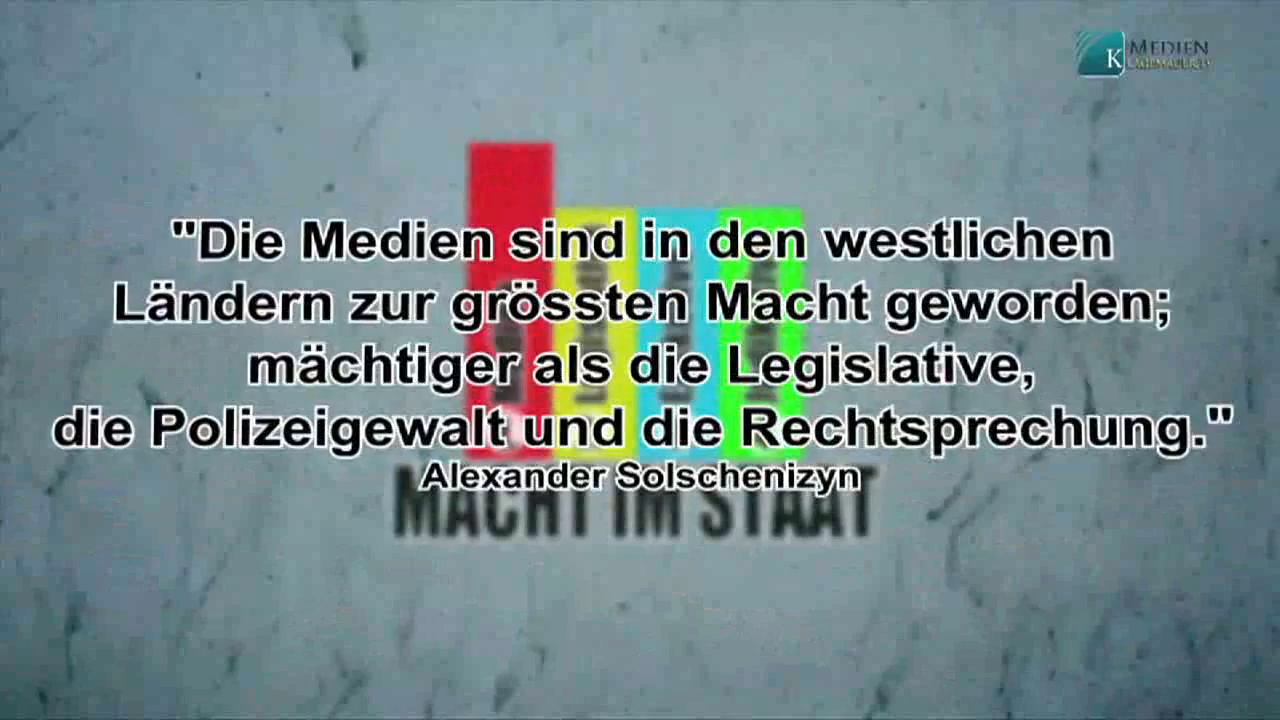 K
MEDIEN
"Die Medien sind in den westlichen
Ländern zur grössten Macht geworden;
mächtiger als die Legislative,
die Polizeigewalt und die Rechtsprechung."
Alexander Solschenizyn
MACHT IM STAAT